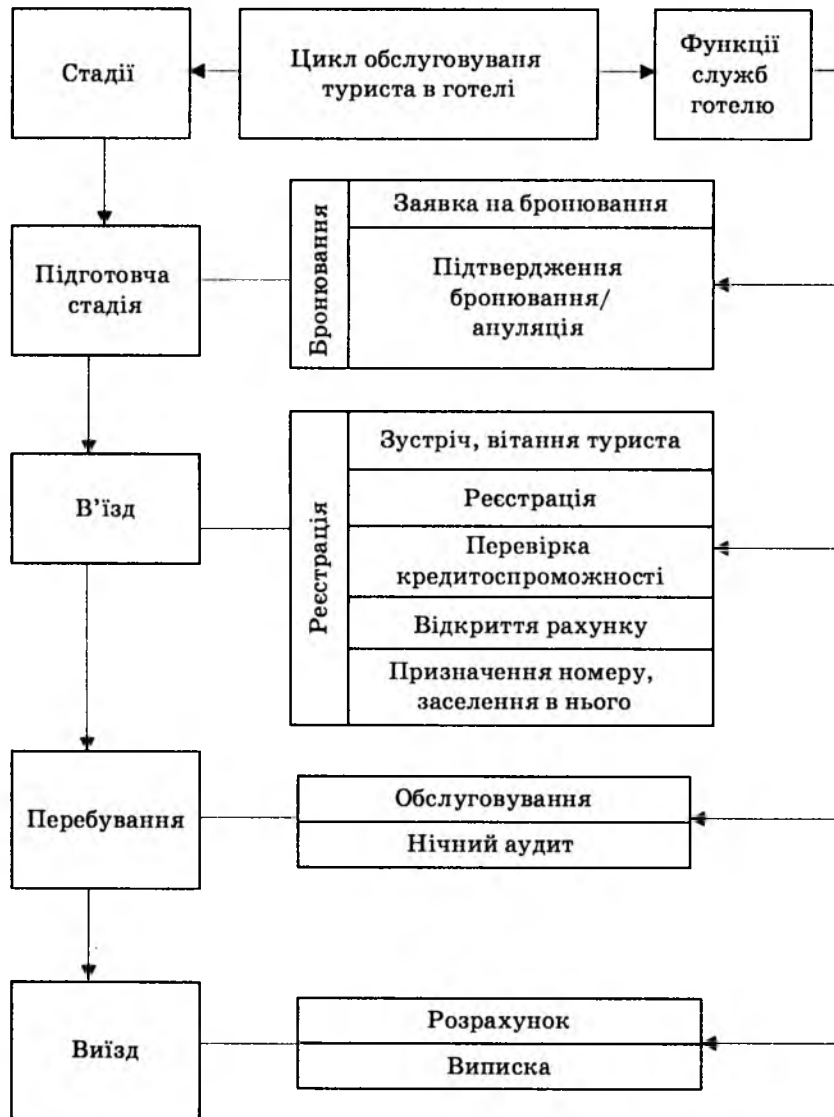 Стадії
Цикл обслуговуваня
туриста в готелі
Функції
служб
готелю
Підготовча
стадія
Бронювання
Заявка на бронювання
Підтвердження
бронювання/
ануляція
В’їзд
Реєстрація
Зустріч, вітання туриста
Реєстрація
Перевірка
кредитоспроможності
Відкриття рахунку
Призначення номеру,
заселення в нього
Перебування
Обслуговування
Нічний аудит
Виїзд
Розрахунок
Виписка